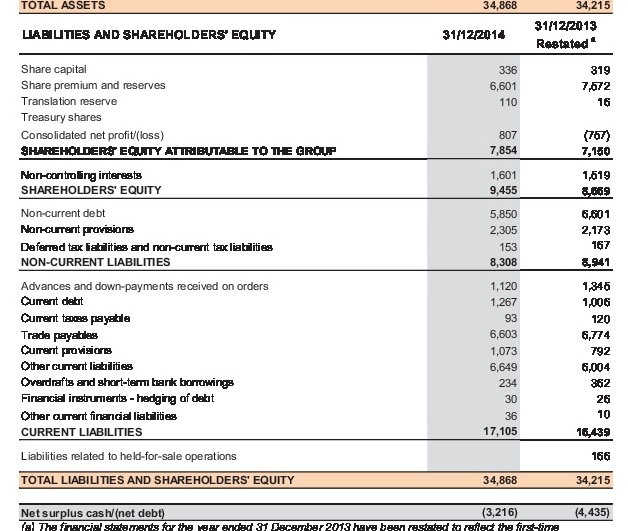 TOTAL ASSETS 34,868 34,215
LIABILITIES AND SHAREHOLDERS' EQUITY 31/12/2014 31/12/2013 Restated a
Share capital 336 319
Share premium and reserves 6,601 7,572
Translation reserve 110 16
Treasury shares
Consolidated net profit/(loss) 807 (757)
SHAREHOLDERS' EQUITY ATTRIBUTABLE TO THE GROUP 7,854 7,150
Non-controlling interests 1,601 1,519
SHAREHOLDERS' EQUITY 9,455 8,669
Non-current debt 5,850 6,601
Non-current provisions 2,305 2,173
Deferred tax liabilities and non-current tax liabilities 153 167
NON-CURRENT LIABILITIES 8,308 8,941
Advances and down-payments received on orders 1,120 1,345
Current debt 1,267 1,006
Current taxes payable 93 120
Trade payables 6,603 6,774
Current provisions 1,073 792
Other current liabilities 6,649 6,004
Overdrafts and short-term bank borrowings 234 362
Financial instruments - hedging of debt 30 26
Other current financial liabilities 36 10
CURRENT LIABILITIES 17,105 16,439
Liabilities related to held-for-sale operations 166
TOTAL LIABILITIES AND SHAREHOLDERS' EQUITY 34,868 34,215
Net surplus cash/(net debt) (3,216) (4,435)
(a) The financial statements for the year ended 31 December 2013 have been restated to reflect the first-time